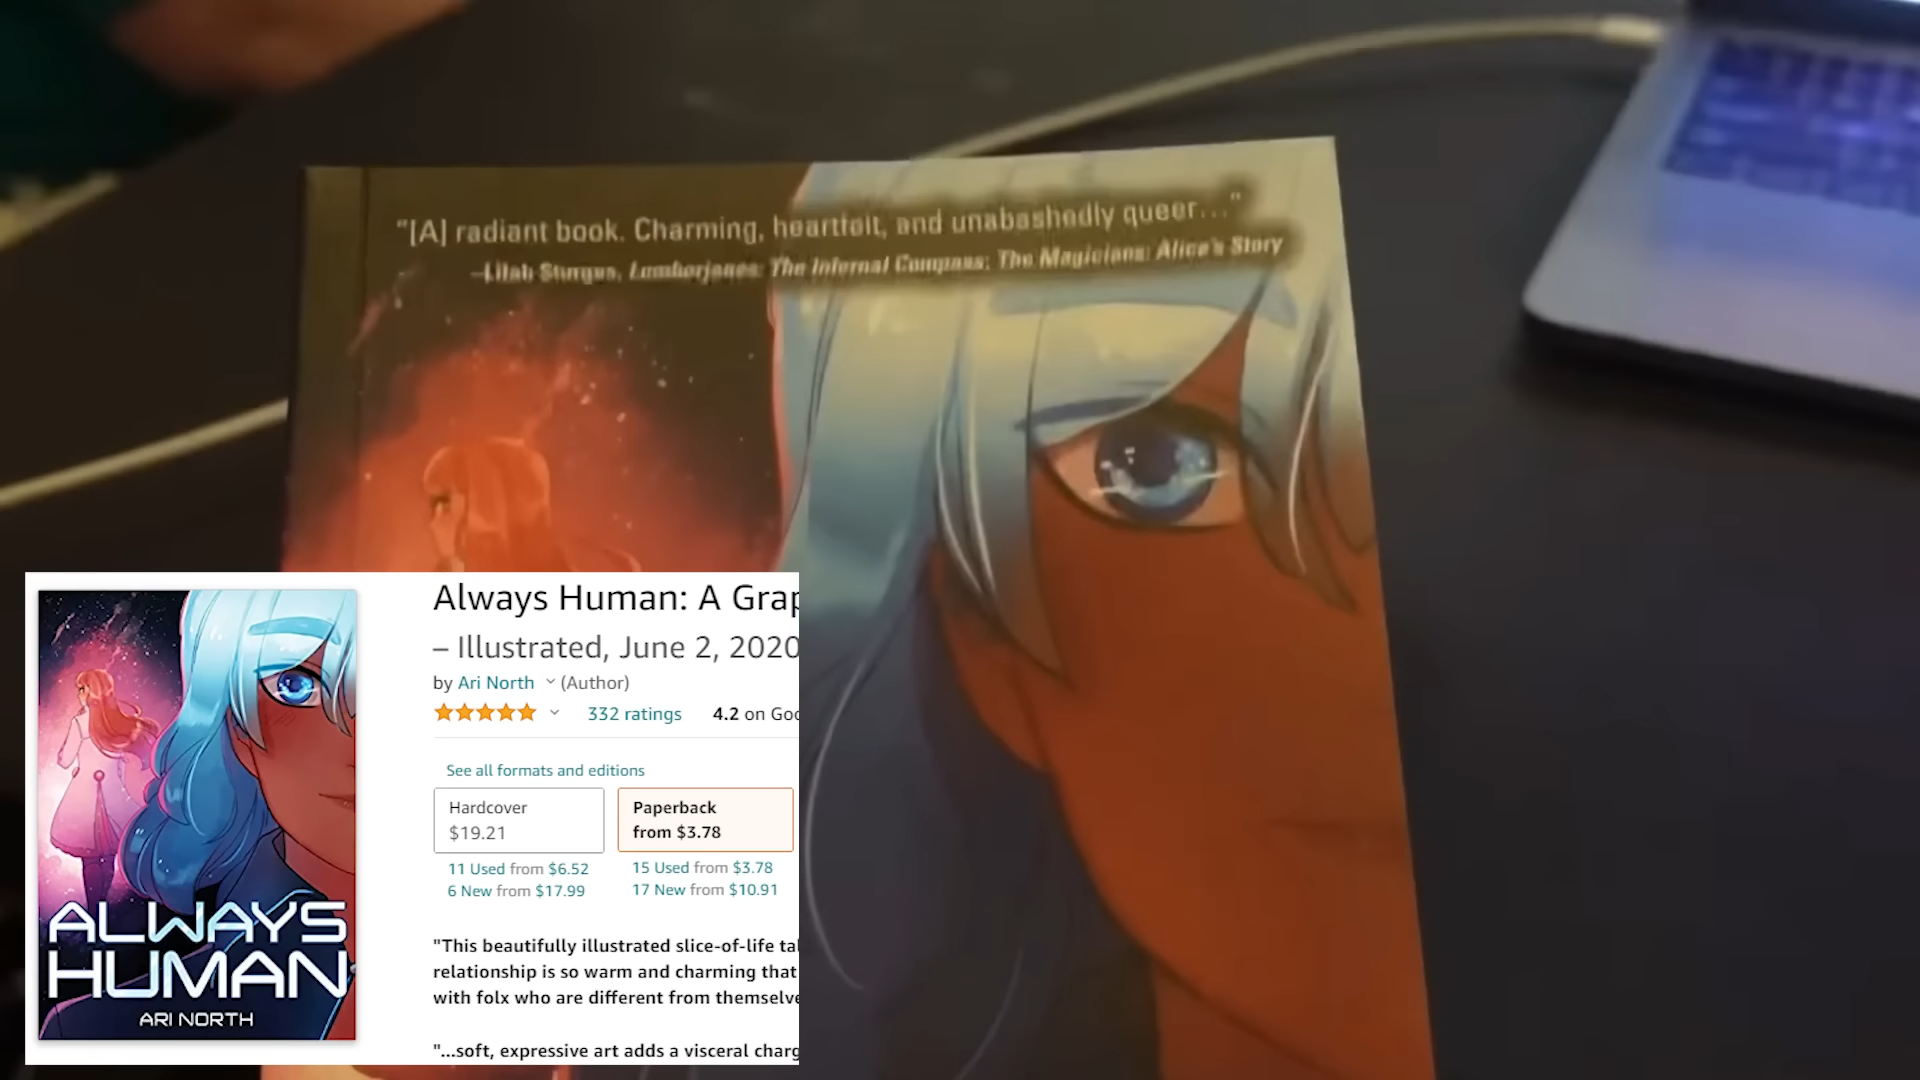 "[A] radiant book. Charming, heartfelt, and unabashedly queer..."
—Lilah Sturges, Lumberjanes: The Infernal Compass; The Magicians: Alice's Story
Always Human: A Grap
– Illustrated, June 2, 2020
by Ari North (Author)
332 ratings 4.2 on Goo
See all formats and editions
Hardcover
$19.21
11 Used from $6.52
6 New from $17.99
Paperback
from $3.78
15 Used from $3.78
17 New from $10.91
"This beautifully illustrated slice-of-life tal
relationship is so warm and charming that
with folx who are different from themselve
"...soft, expressive art adds a visceral charg
ALWAYS
HUMAN
ARI NORTH